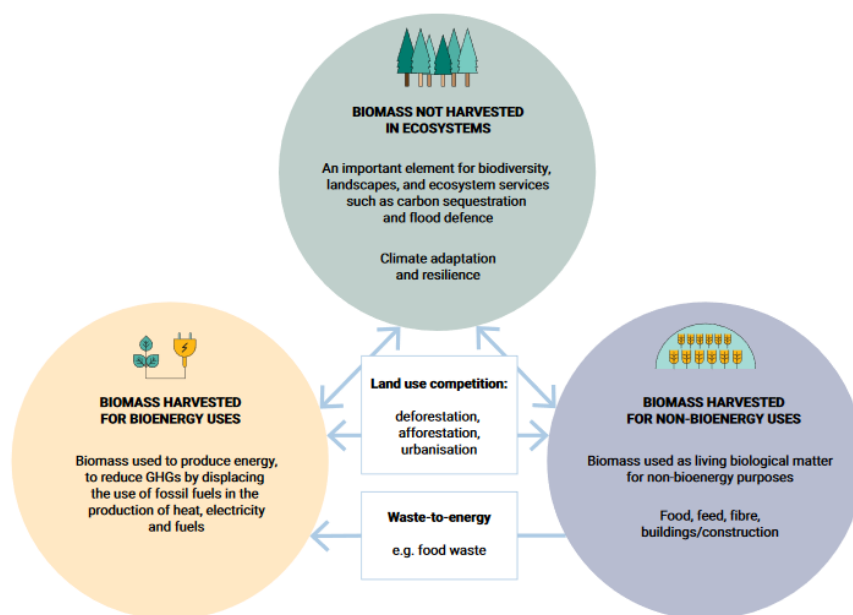 BIOMASS NOT HARVESTED
IN ECOSYSTEMS
An important element for biodiversity,
landscapes, and ecosystem services
such as carbon sequestration
and flood defence
Climate adaptation
and resilience
BIOMASS HARVESTED
FOR BIOENERGY USES
Biomass used to produce energy,
to reduce GHGs by displacing
the use of fossil fuels in the
production of heat, electricity
and fuels
Land use competition:
deforestation,
afforestation,
urbanisation
Waste-to-energy
e.g. food waste
BIOMASS HARVESTED
FOR NON-BIOENERGY USES
Biomass used as living biological matter
for non-bioenergy purposes
Food, feed, fibre,
buildings/construction